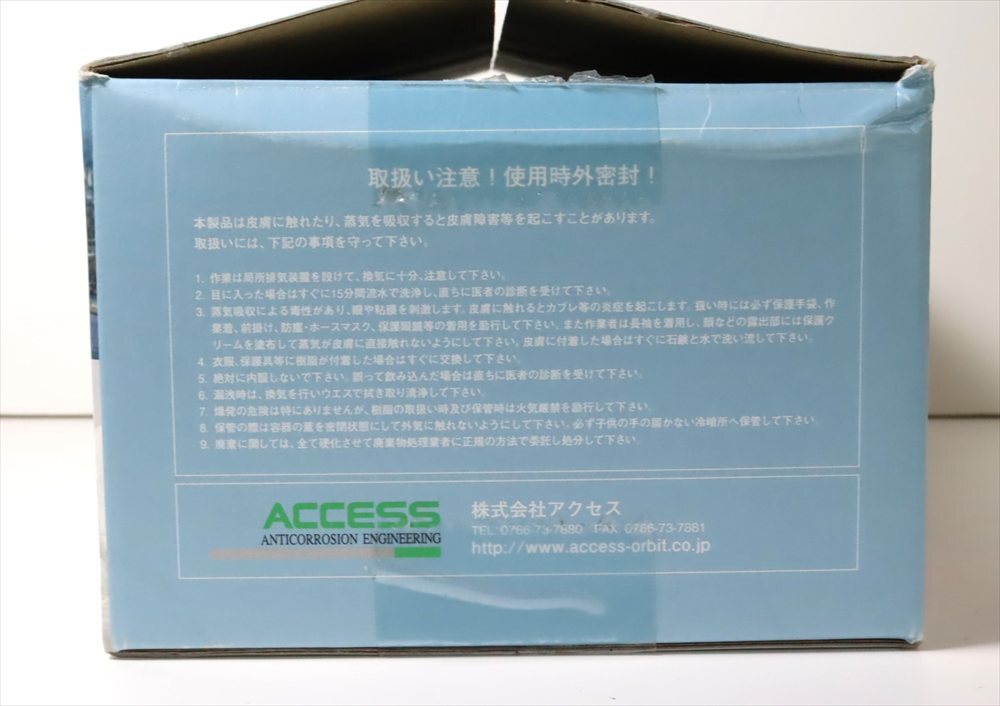 取扱い注意！使用時外密封！
本製品は皮膚に触れたり、蒸気を吸収すると皮膚障害等を起こすことがあります。
取扱いには、下記の事項を守って下さい。
1. 作業は局所排気装置を設けて、換気に十分、注意して下さい。
2. 目に入った場合はすぐに15分間流水で洗浄し、直ちに医者の診断を受けて下さい。
3. 蒸気吸収による毒性があり、眼や粘膜を刺激します。皮膚に触れるとカブレ等の炎症を起こします。扱い時には必ず保護手袋、作
業着、前掛け、防塵・ホースマスク、保護眼鏡等の着用を励行して下さい。また作業者は長袖を着用し、顔などの露出部には保護ク
リームを塗布して蒸気が皮膚に直接触れないようにして下さい。皮膚に付着した場合はすぐに石鹸と水で洗い流して下さい。
4. 衣服、保護具等に樹脂が付着した場合はすぐに交換して下さい。
5. 絶対に内服しないで下さい。誤って飲み込んだ場合は直ちに医者の診断を受けて下さい。
6. 漏洩時は、換気を行いウエスで拭き取り清浄して下さい。
7. 爆発の危険は特にありませんが、樹脂の取扱い時及び保管時は火気厳禁を励行して下さい。
8. 保管の際は容器の蓋を密閉状態にして外気に触れないようにして下さい。必ず子供の手の届かない冷暗所へ保管して下さい。
9. 廃棄に関しては、全て硬化させて廃棄物処理業者に正規の方法で委託し処分して下さい。
ACCESS
ANTICORROSION ENGINEERING
株式会社アクセス
TEL 0766-73-7880 FAX 0766-73-7881
http://www.access-orbit.co.jp